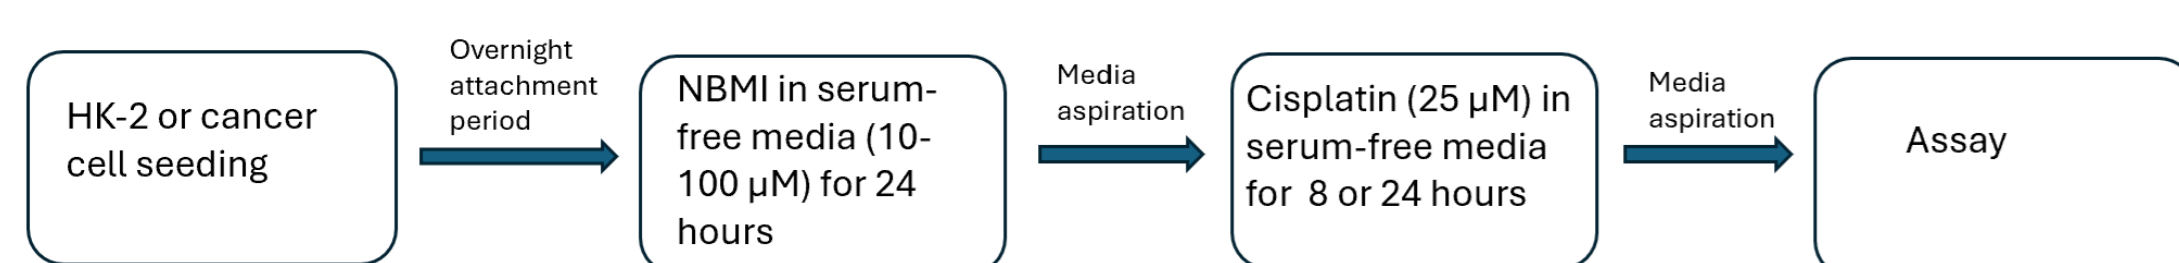 HK-2 or cancer
cell seeding
Overnight
attachment
period
NBMI in serum-
free media (10-
100 µM) for 24
hours
Media
aspiration
Cisplatin (25 µM) in
serum-free media
for  8 or 24 hours
Media
aspiration
Assay